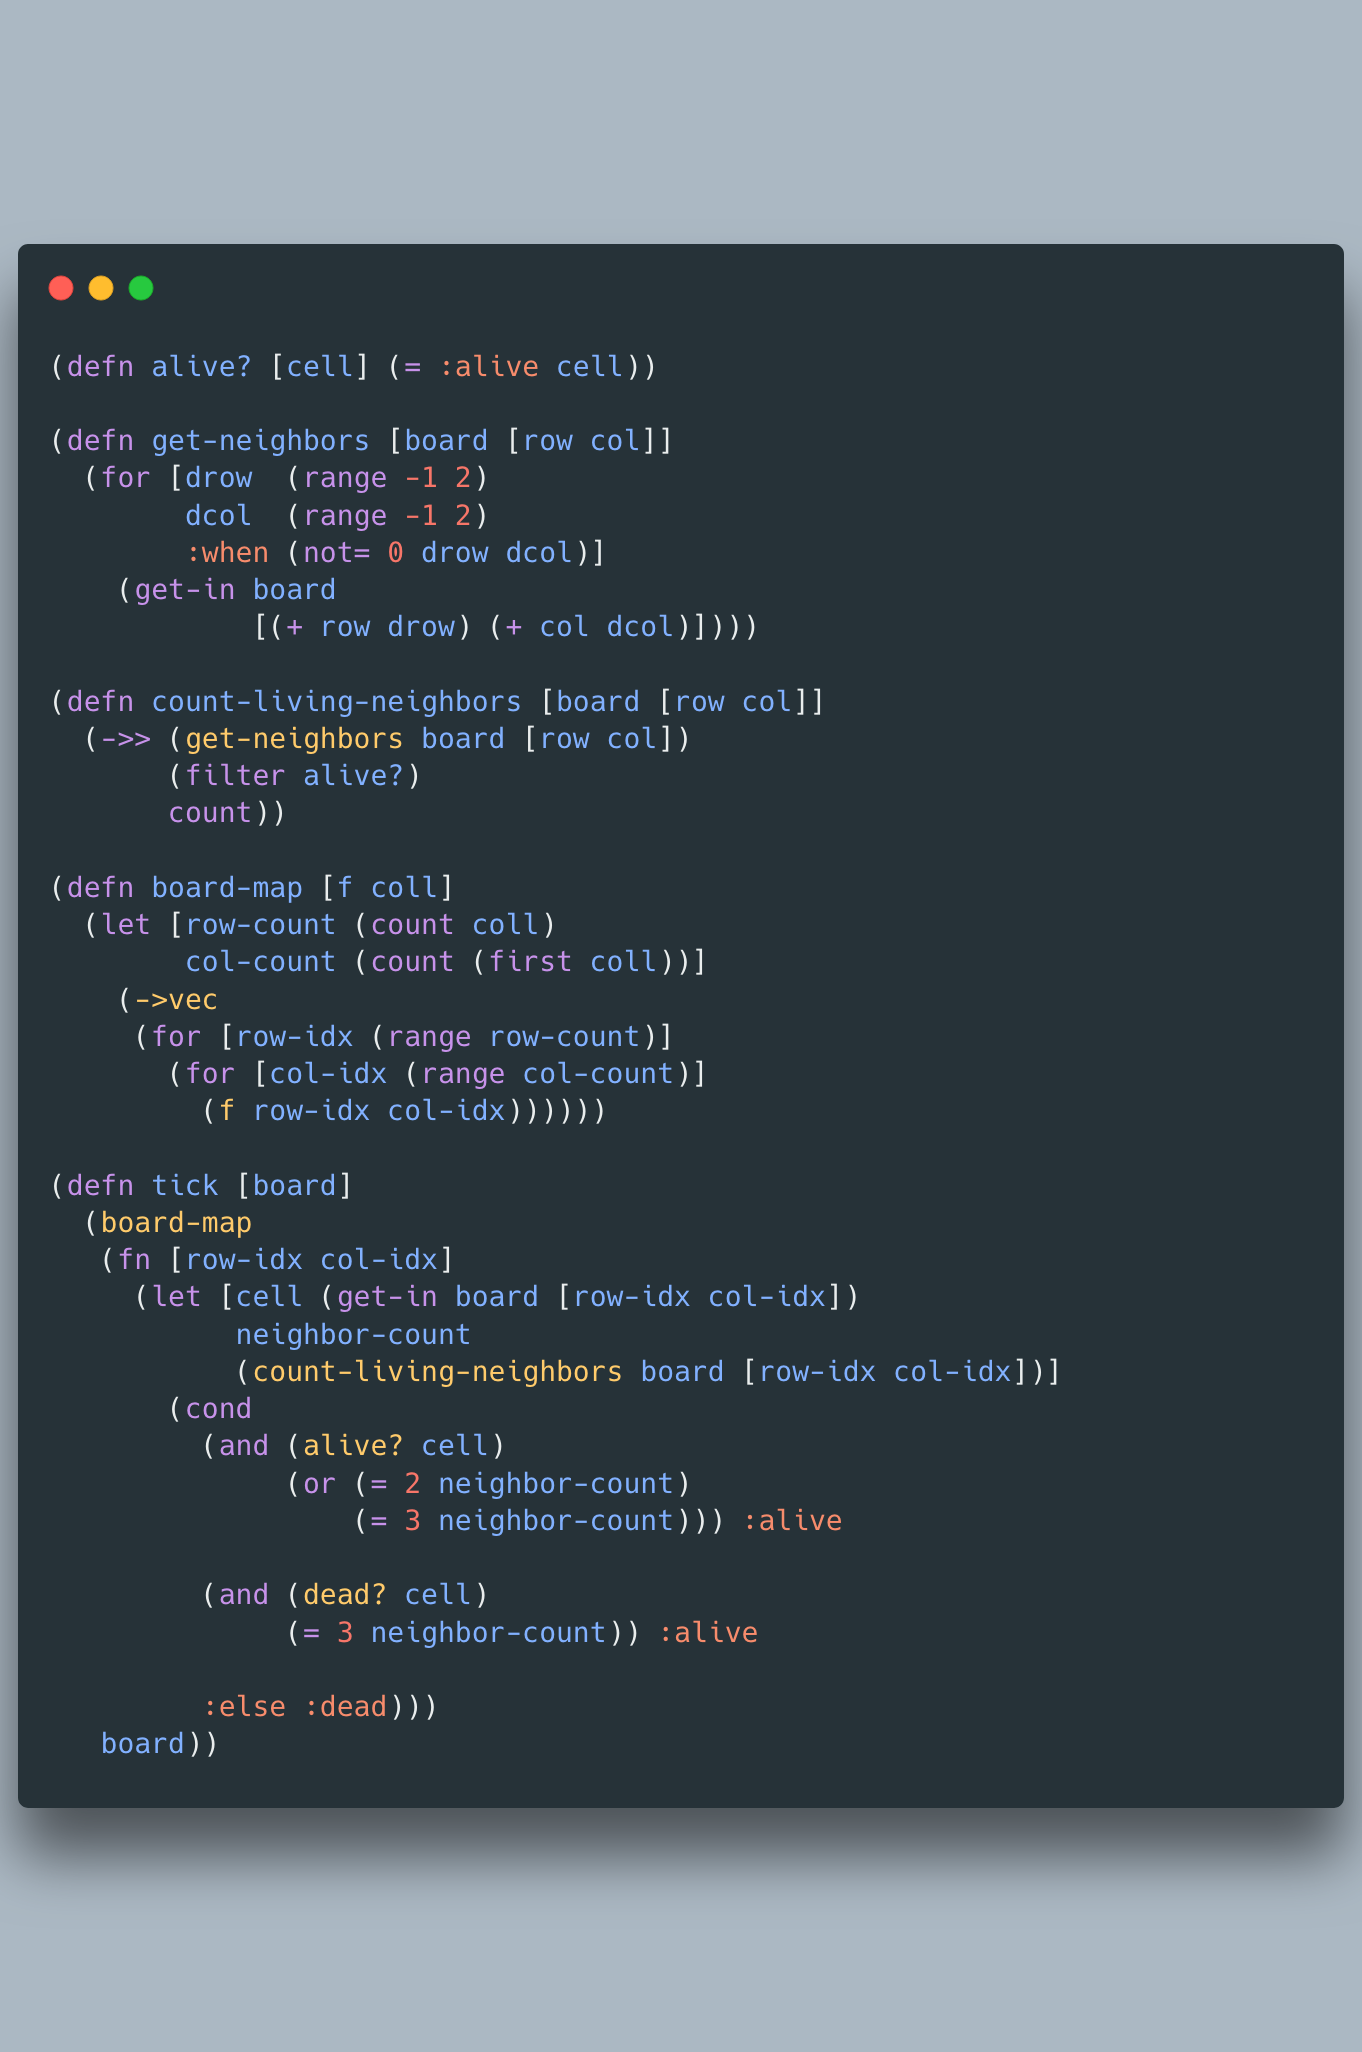 (defn alive? [cell] (= :alive cell))

(defn get-neighbors [board [row col]]
  (for [drow  (range -1 2)
        dcol  (range -1 2)
        :when (not= 0 drow dcol)]
    (get-in board
            [(+ row drow) (+ col dcol)])))

(defn count-living-neighbors [board [row col]]
  (->> (get-neighbors board [row col])
       (filter alive?)
       count))

(defn board-map [f coll]
  (let [row-count (count coll)
        col-count (count (first coll))]
    (->vec
     (for [row-idx (range row-count)]
       (for [col-idx (range col-count)]
         (f row-idx col-idx))))))

(defn tick [board]
  (board-map
   (fn [row-idx col-idx]
     (let [cell (get-in board [row-idx col-idx])
           neighbor-count
           (count-living-neighbors board [row-idx col-idx])]
       (cond
         (and (alive? cell)
              (or (= 2 neighbor-count)
                  (= 3 neighbor-count))) :alive

         (and (dead? cell)
              (= 3 neighbor-count)) :alive

         :else :dead)))
   board))